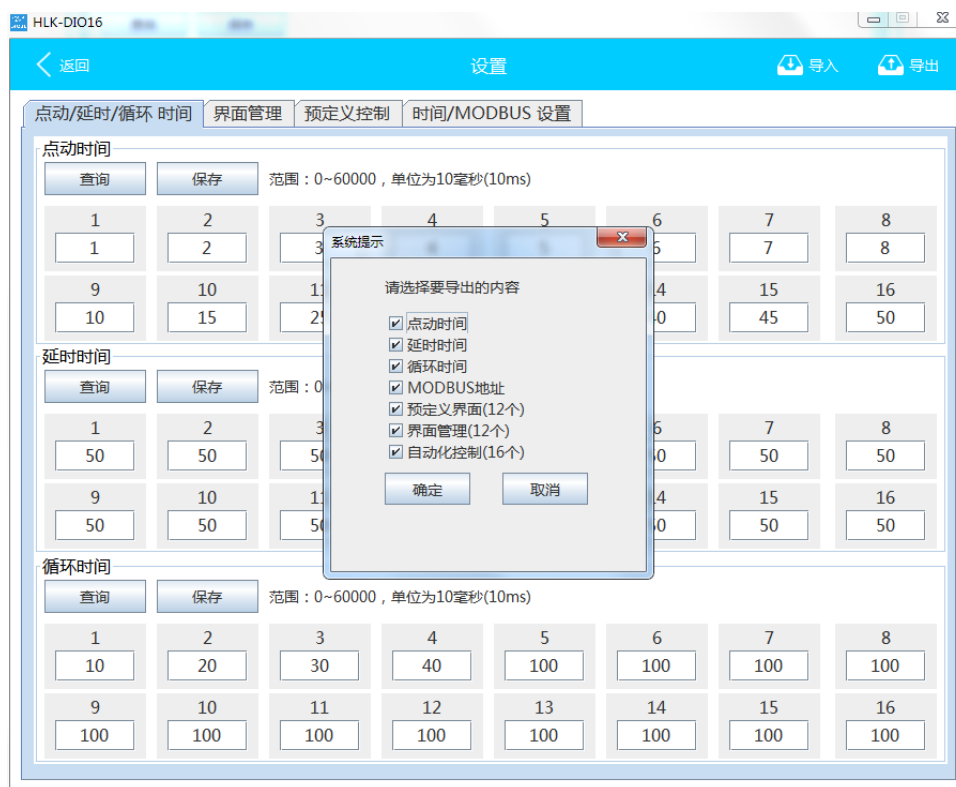 HLK-DIO16
返回
设置
导入
导出
点动/延时/循环 时间
界面管理
预定义控制
时间/MODBUS 设置
点动时间
查询
保存
范围：0~60000，单位为10毫秒(10ms)
1 2 3 4 5 6 7 8
1 2 3 7 8
9 10 15 16
10 15 45 50
系统提示
请选择要导出的内容
点动时间
延时时间
循环时间
MODBUS地址
预定义界面(12个)
界面管理(12个)
自动化控制(16个)
确定
取消
延时时间
查询
保存
范围：0
1 2 3 6 7 8
50 50 50 50
9 10 15 16
50 50 50 50
循环时间
查询
保存
范围：0~60000，单位为10毫秒(10ms)
1 2 3 4 5 6 7 8
10 20 30 40 100 100 100 100
9 10 11 12 13 14 15 16
100 100 100 100 100 100 100 100